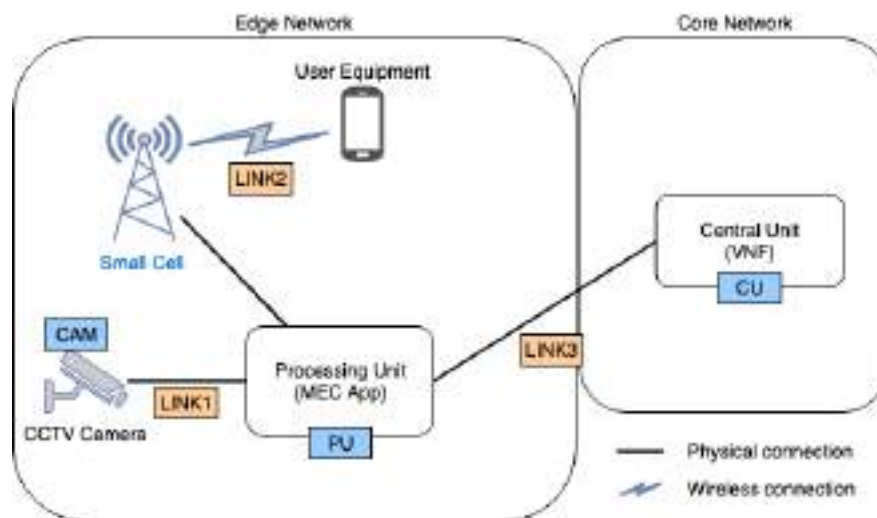 Edge Network
Core Network
User Equipment
LINK2
Small Cell
Central Unit
(VNF)
CU
CAM
Processing Unit
(MEC App)
LINK3
LINK1
CCTV Camera
PU
Physical connection
Wireless connection